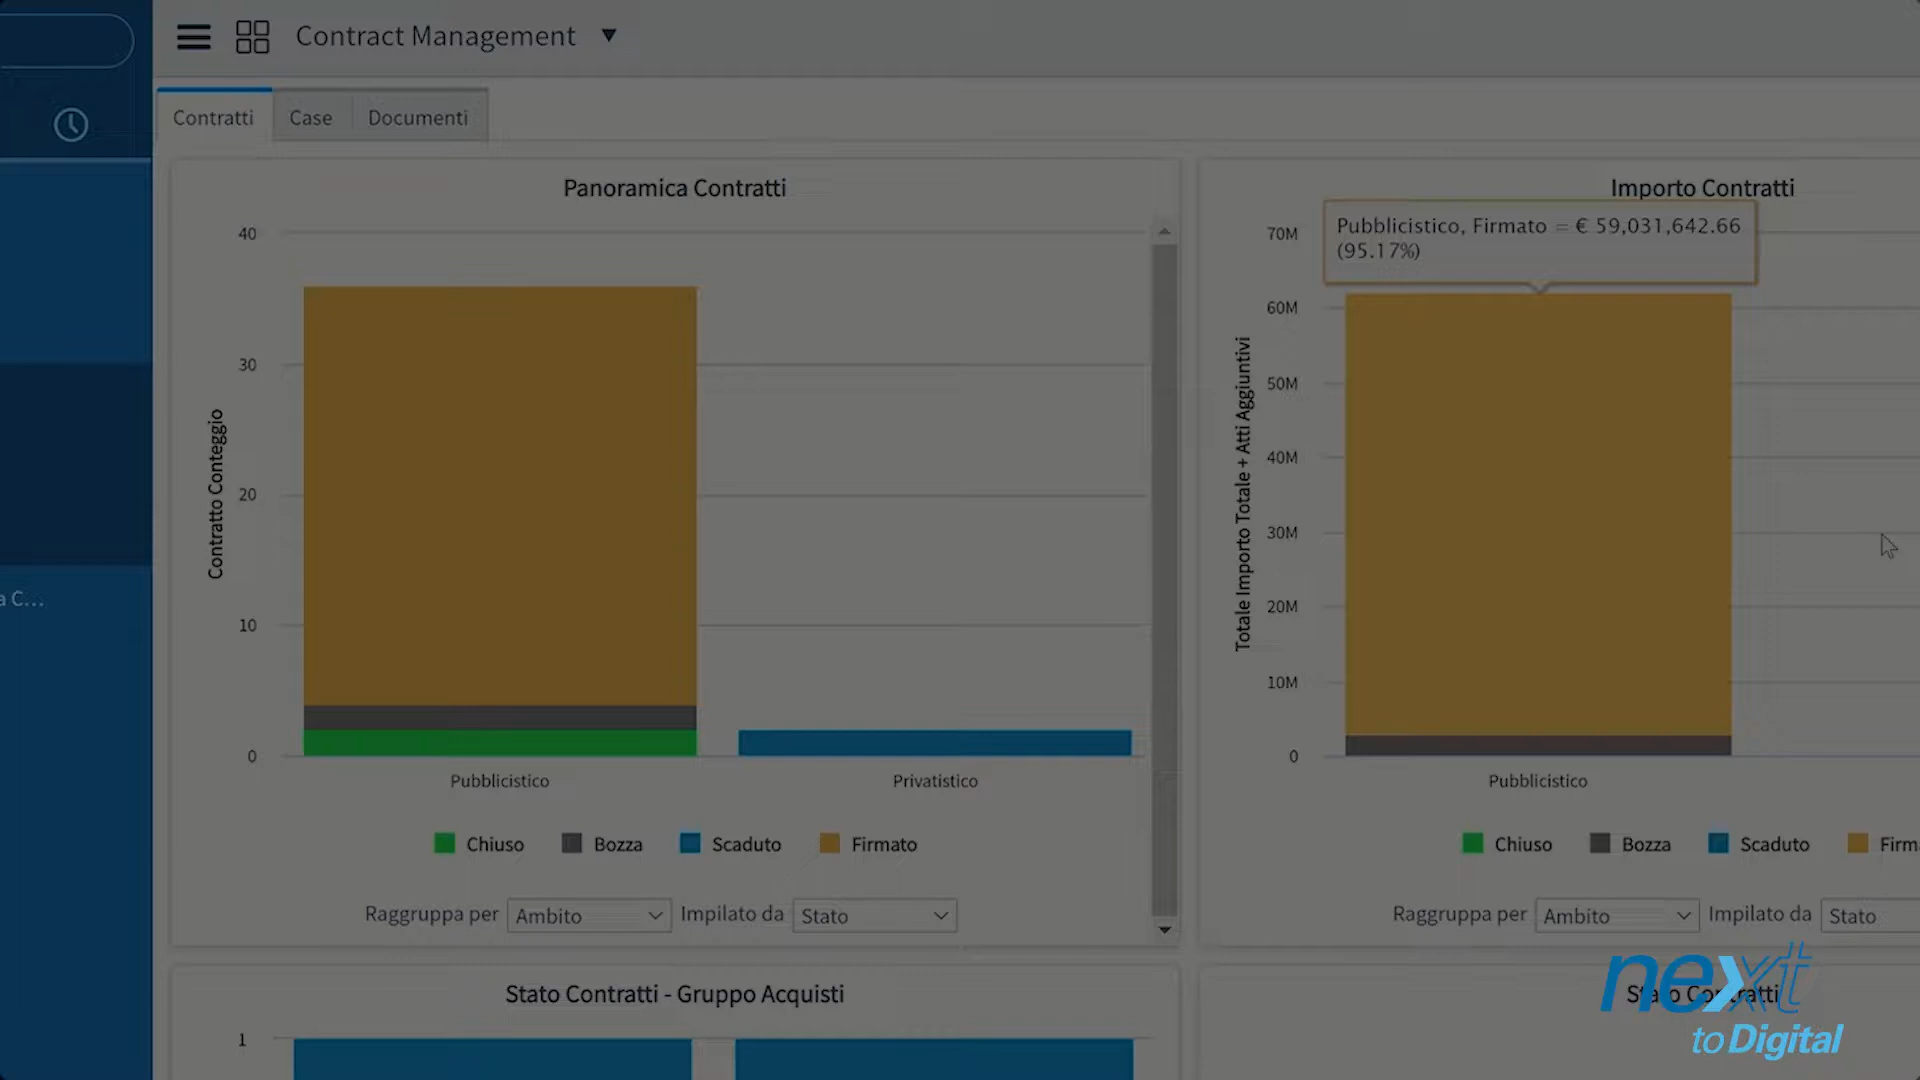 Contract Management
Contratti
Case
Documenti
Panoramica Contratti
40
30
20
10
0
Contratto Conteggio
Pubblicistico
Privatistico
Chiuso
Bozza
Scaduto
Firmato
Raggruppa per
Ambito
Impilato da
Stato
Importo Contratti
Pubblicistico, Firmato = € 59,031,642.66
(95.17%)
70M
60M
50M
40M
30M
20M
10M
0
Totale Importo Totale + Atti Aggiuntivi
Pubblicistico
Chiuso
Bozza
Scaduto
Firma
Raggruppa per
Ambito
Impilato da
Stato
a C...
Stato Contratti - Gruppo Acquisti
1
Stato Contratti
next
to Digital